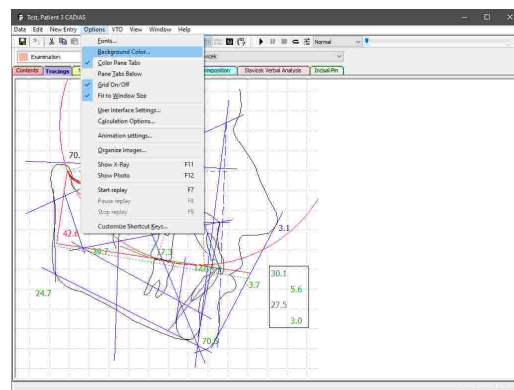 Test, Patient 3 CADIAS
Data Edit New Entry Options VTO View Window Help
Normal
Examination
Slavicek
Contents Tracings
Superimposition Slavicek Verbal Analysis Incisal Pin
Fonts...
Background Color...
Color Pane Tabs
Pane Tabs Below
Grid On/Off
Fit to Window Size
User Interface Settings...
Calculation Options...
Animation settings...
Organize Images...
Show X-Ray F11
Show Photo F12
Start replay F7
Pause replay F8
Stop replay
Customize Shortcut Keys...
70.
42.6
3.1
7.3
3.7
30.1
5.6
27.5
3.0
24.7